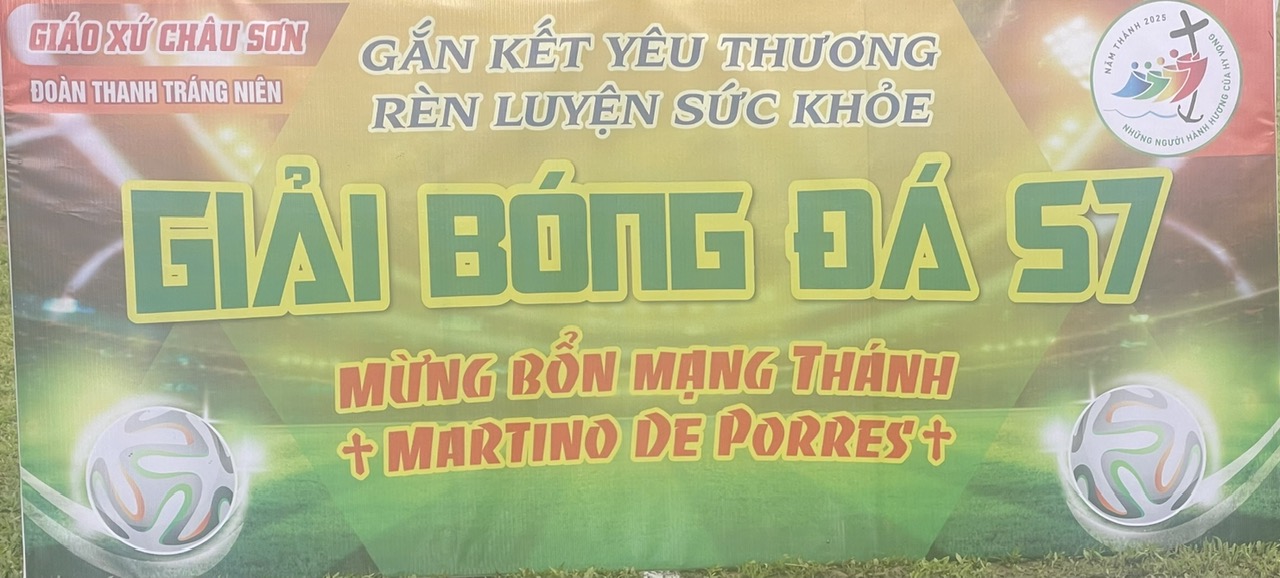 GIÁO XỨ CHÂU SƠN
ĐOÀN THANH TRÁNG NIÊN
GẮN KẾT YÊU THƯƠNG
RÈN LUYỆN SỨC KHỎE
NĂM THÁNH 2025
NHỮNG NGƯỜI HÀNH HƯƠNG CỦA HY VỌNG
GIẢI BÓNG ĐÁ S7
MỪNG BỔN MẠNG THÁNH
✝ MARTINO DE PORRES ✝